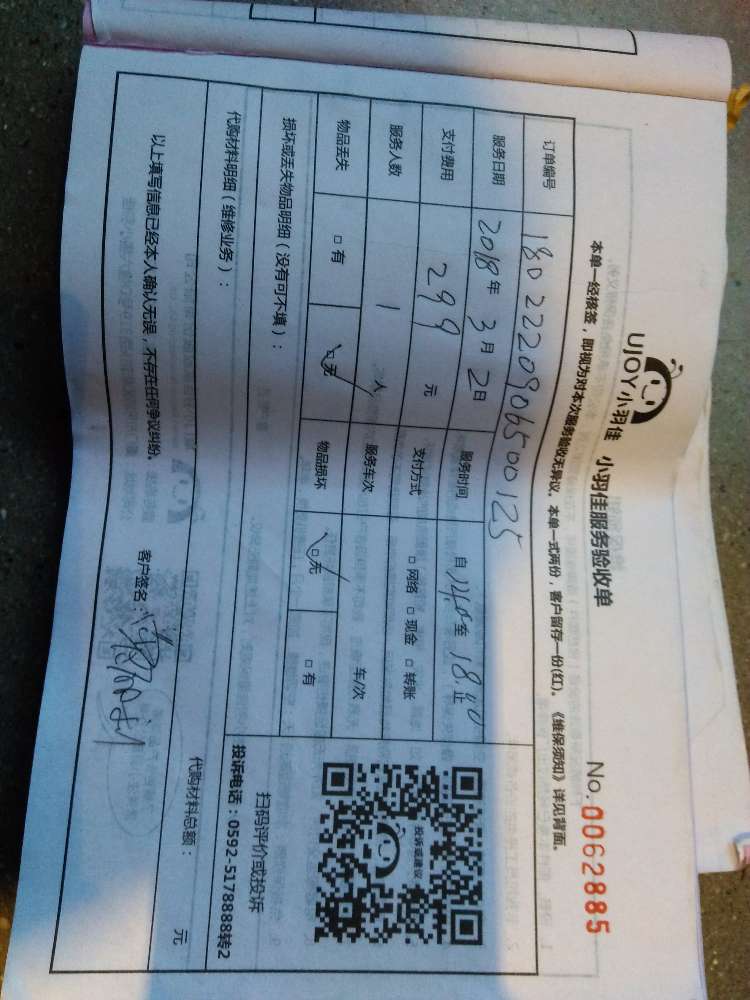 UJOY小羽佳 小羽佳服务验收单
No. 0062885
本单一经核签，即视为对本次服务验收无异议。本单一式两份，客户留存一份(红)。《维保须知》详见背面。
订单编号 18022220906500125
服务日期 2018年 3月 2日 服务时间 自 至 18:40止
支付费用 299 元 支付方式 □ 网络 □ 现金 □ 转账
服务人数 1 人 服务车次 车/次
物品丢失 □ 有 □无 物品损坏 □无 □ 有
损坏或丢失物品明细（没有可不填）：
投诉或建议
扫码评价或投诉
投诉电话：0592-5178888转2
代购材料明细（维修业务）：
代购材料总额： 元
以上填写信息已经本人确认无误，不存在任何争议纠纷。 客户签名：